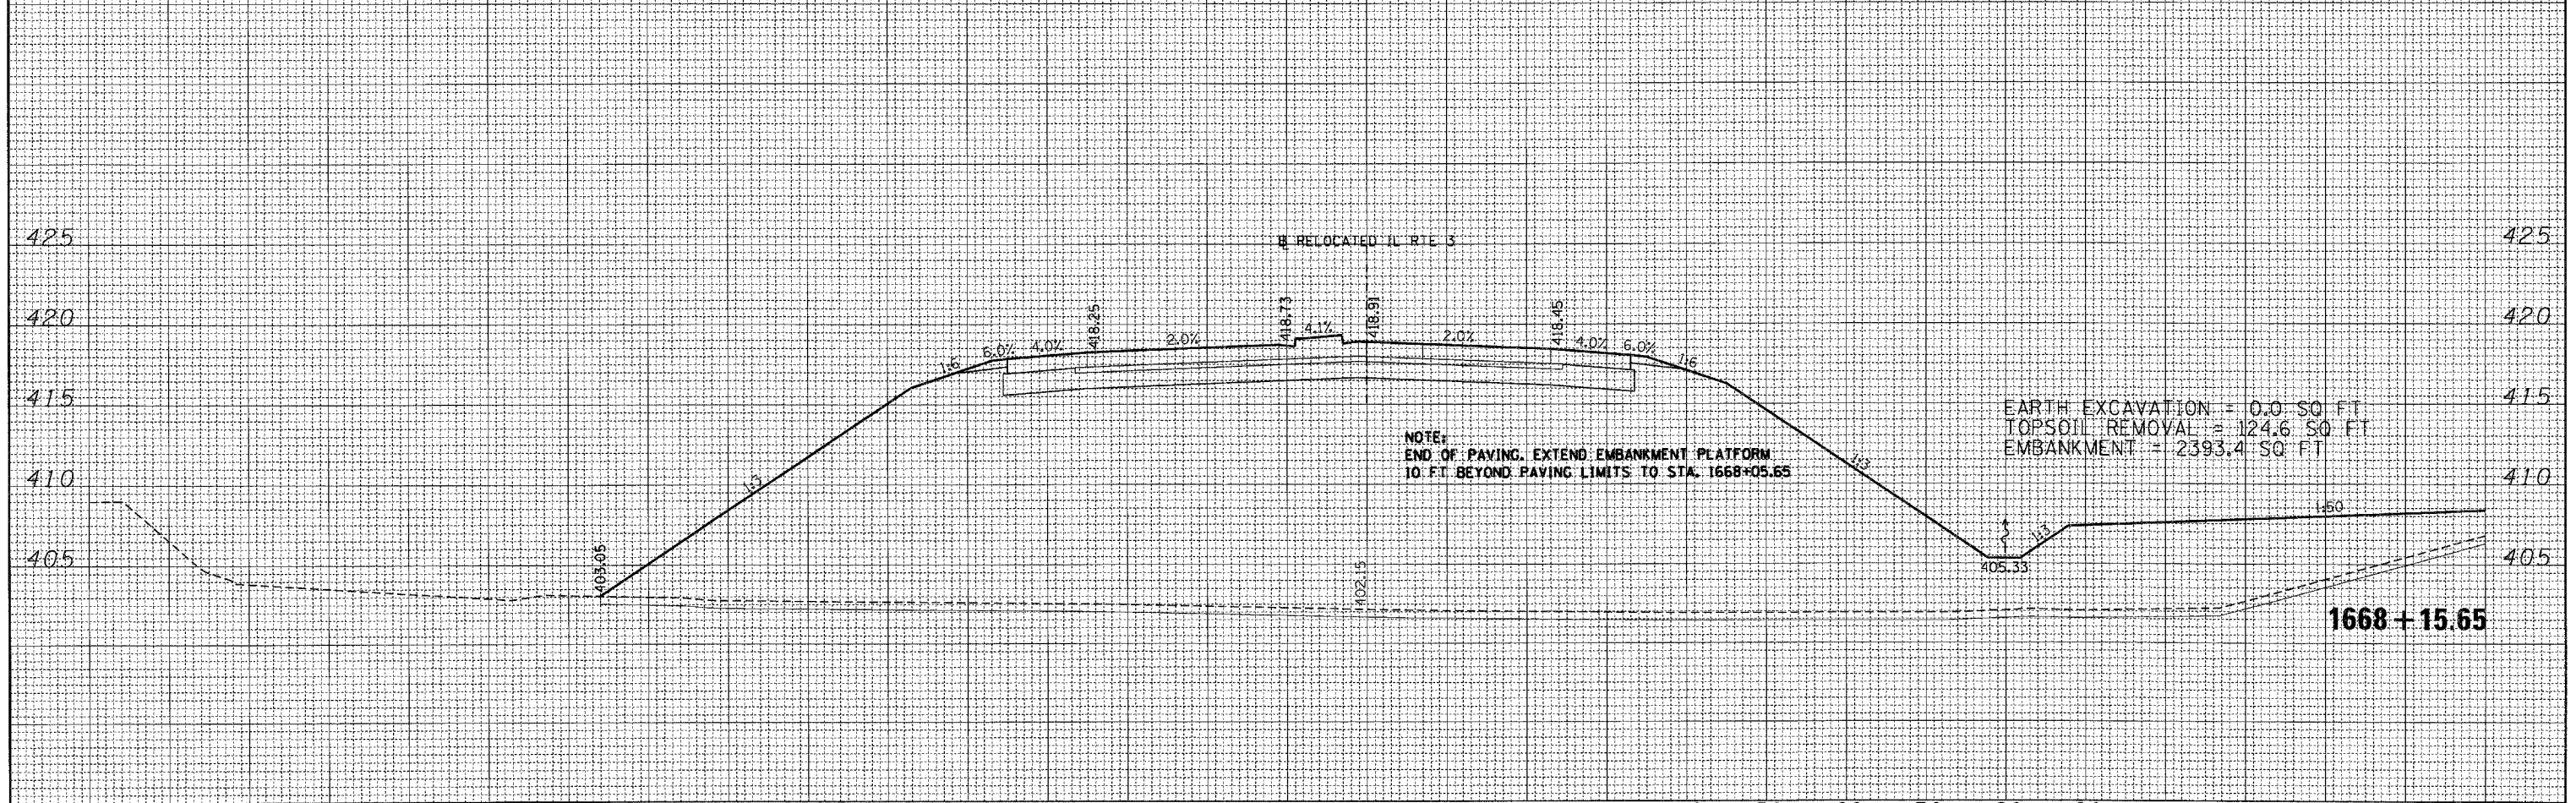 425 425
℄ RELOCATED IL RTE 3
420 420
418.25 418.73 418.91 418.45
1:6 6.0% 4.0% 2.0% 4.1% 2.0% 4.0% 6.0% 1:6
415 415
EARTH EXCAVATION = 0.0 SQ FT
TOPSOIL REMOVAL = 124.6 SQ FT
EMBANKMENT = 2393.4 SQ FT
NOTE:
END OF PAVING. EXTEND EMBANKMENT PLATFORM
10 FT BEYOND PAVING LIMITS TO STA. 1668+05.65
410 410
1:3 1:3
1:50
1:3
405 405
403.05 402.15 405.33
1668+15.65